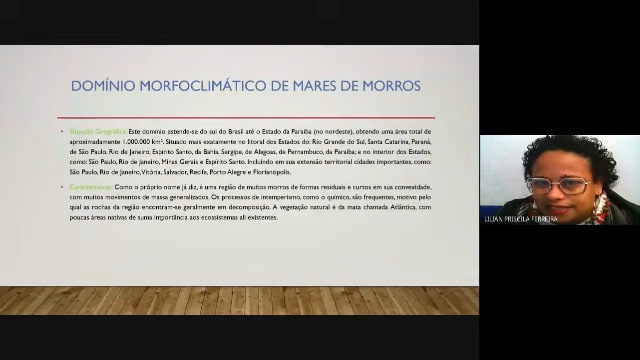 DOMÍNIO MORFOCLIMÁTICO DE MARES DE MORROS
• Situação Geográfica: Este domínio estende-se do sul do Brasil até o Estado da Paraíba (no nordeste), obtendo uma área total de
aproximadamente 1.000.000 km². Situado mais exatamente no litoral dos Estados do: Rio Grande do Sul, Santa Catarina, Paraná,
de São Paulo, Rio de Janeiro, Espírito Santo, da Bahia, Sergipe, de Alagoas, de Pernambuco, da Paraíba; e no interior dos Estados,
como: São Paulo, Rio de Janeiro, Minas Gerais e Espírito Santo. Incluindo em sua extensão territorial cidades importantes, como:
São Paulo, Rio de Janeiro, Vitória, Salvador, Recife, Porto Alegre e Florianópolis.
• Características: Como o próprio nome já diz, é uma região de muitos morros de formas residuais e curtos em sua convexidade,
com muitos movimentos de massa generalizados. Os processos de intemperismo, como o químico, são frequentes, motivo pelo
qual as rochas da região encontram-se geralmente em decomposição. A vegetação natural é da mata chamada Atlântica, com
poucas áreas nativas de suma importância aos ecossistemas ali existentes.
LILIAN PRISCILA FERREIRA